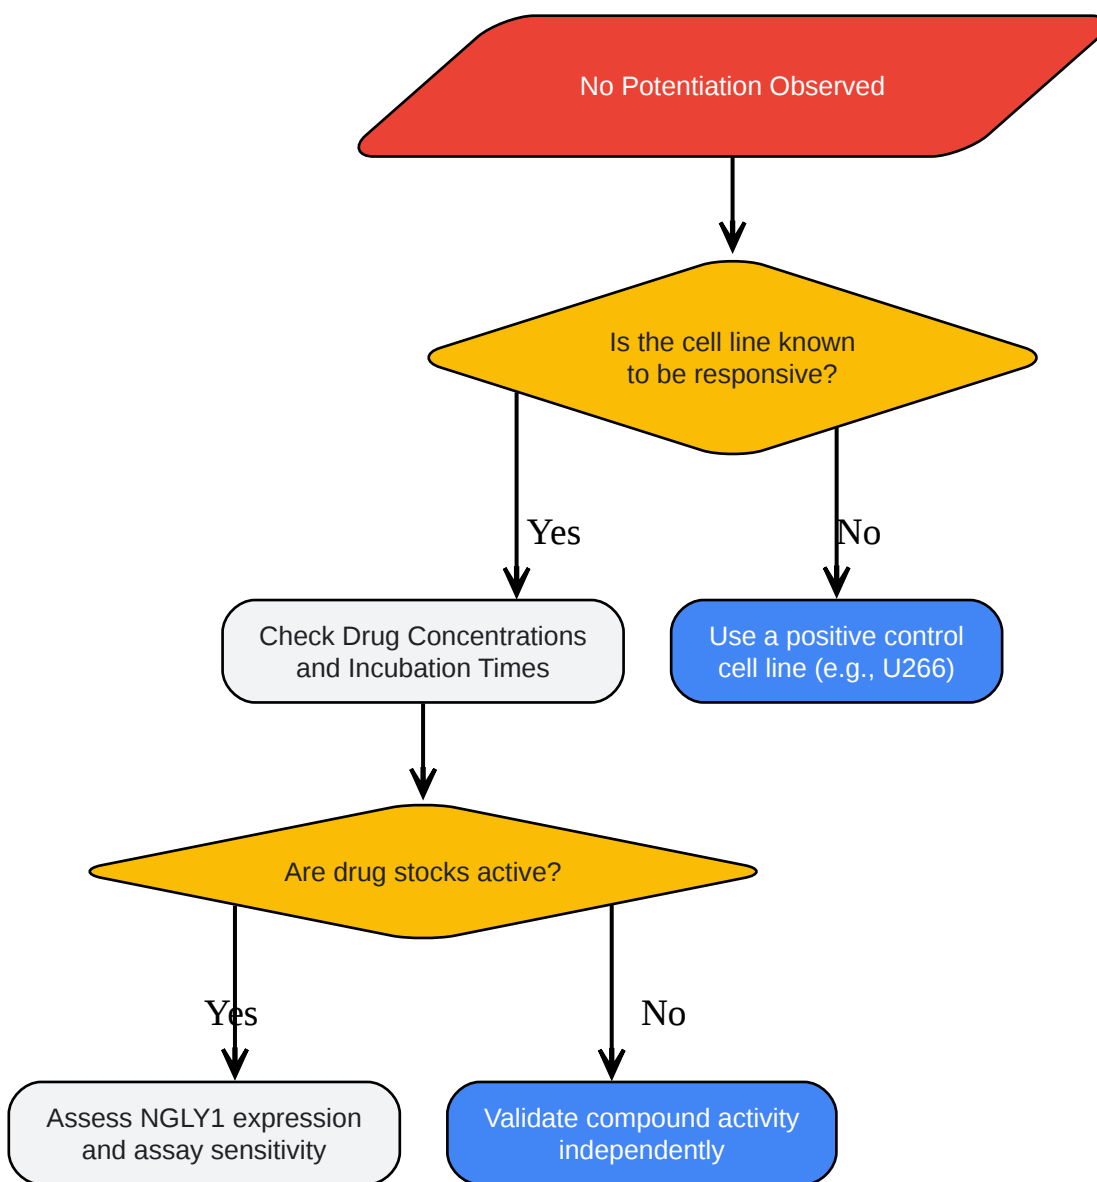 No Potentiation Observed
Is the cell line known
to be responsive?
Yes
No
Check Drug Concentrations
and Incubation Times
Use a positive control
cell line (e.g., U266)
Are drug stocks active?
Yes
No
Assess NGLY1 expression
and assay sensitivity
Validate compound activity
independently